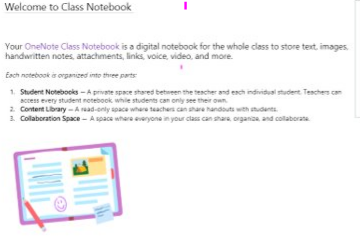 Welcome to Class Notebook
Your OneNote Class Notebook is a digital notebook for the whole class to store text, images,
handwritten notes, attachments, links, voice, video, and more.
Each notebook is organized into three parts:
1. Student Notebooks — A private space shared between the teacher and each individual student. Teachers can
access every student notebook, while students can only see their own.
2. Content Library — A read-only space where teachers can share handouts with students.
3. Collaboration Space — A space where everyone in your class can share, organize, and collaborate.